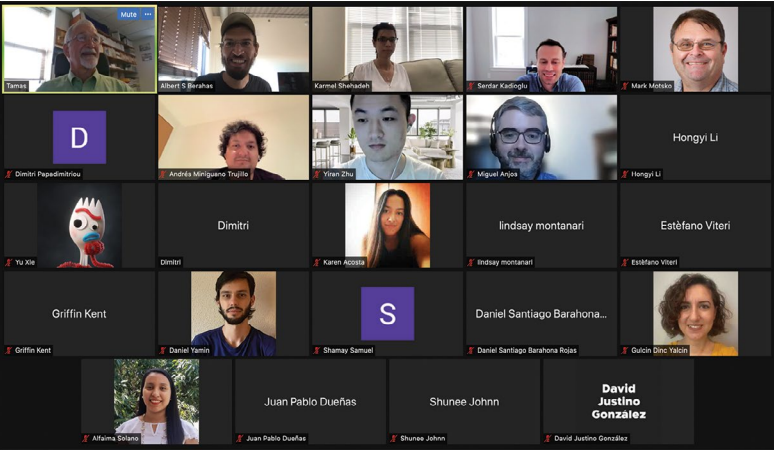 Mute ...
Tamas
Albert S Berahas
Karmel Shehadeh
Serdar Kadioglu
Mark Motsko
D
Dimitri Papadimitriou
Andrés Miniguano Trujillo
Yiran Zhu
Miguel Anjos
Hongyi Li
Hongyi Li
Yu Xie
Dimitri
Dimitri
Karen Acosta
lindsay montanari
lindsay montanari
Estèfano Viteri
Estèfano Viteri
Griffin Kent
Griffin Kent
Daniel Yamin
S
Shamay Samuel
Daniel Santiago Barahona...
Daniel Santiago Barahona Rojas
Gulcin Dinc Yalcin
Alfaima Solano
Juan Pablo Dueñas
Juan Pablo Dueñas
Shunee Johnn
Shunee Johnn
David
Justino
González
David Justino González